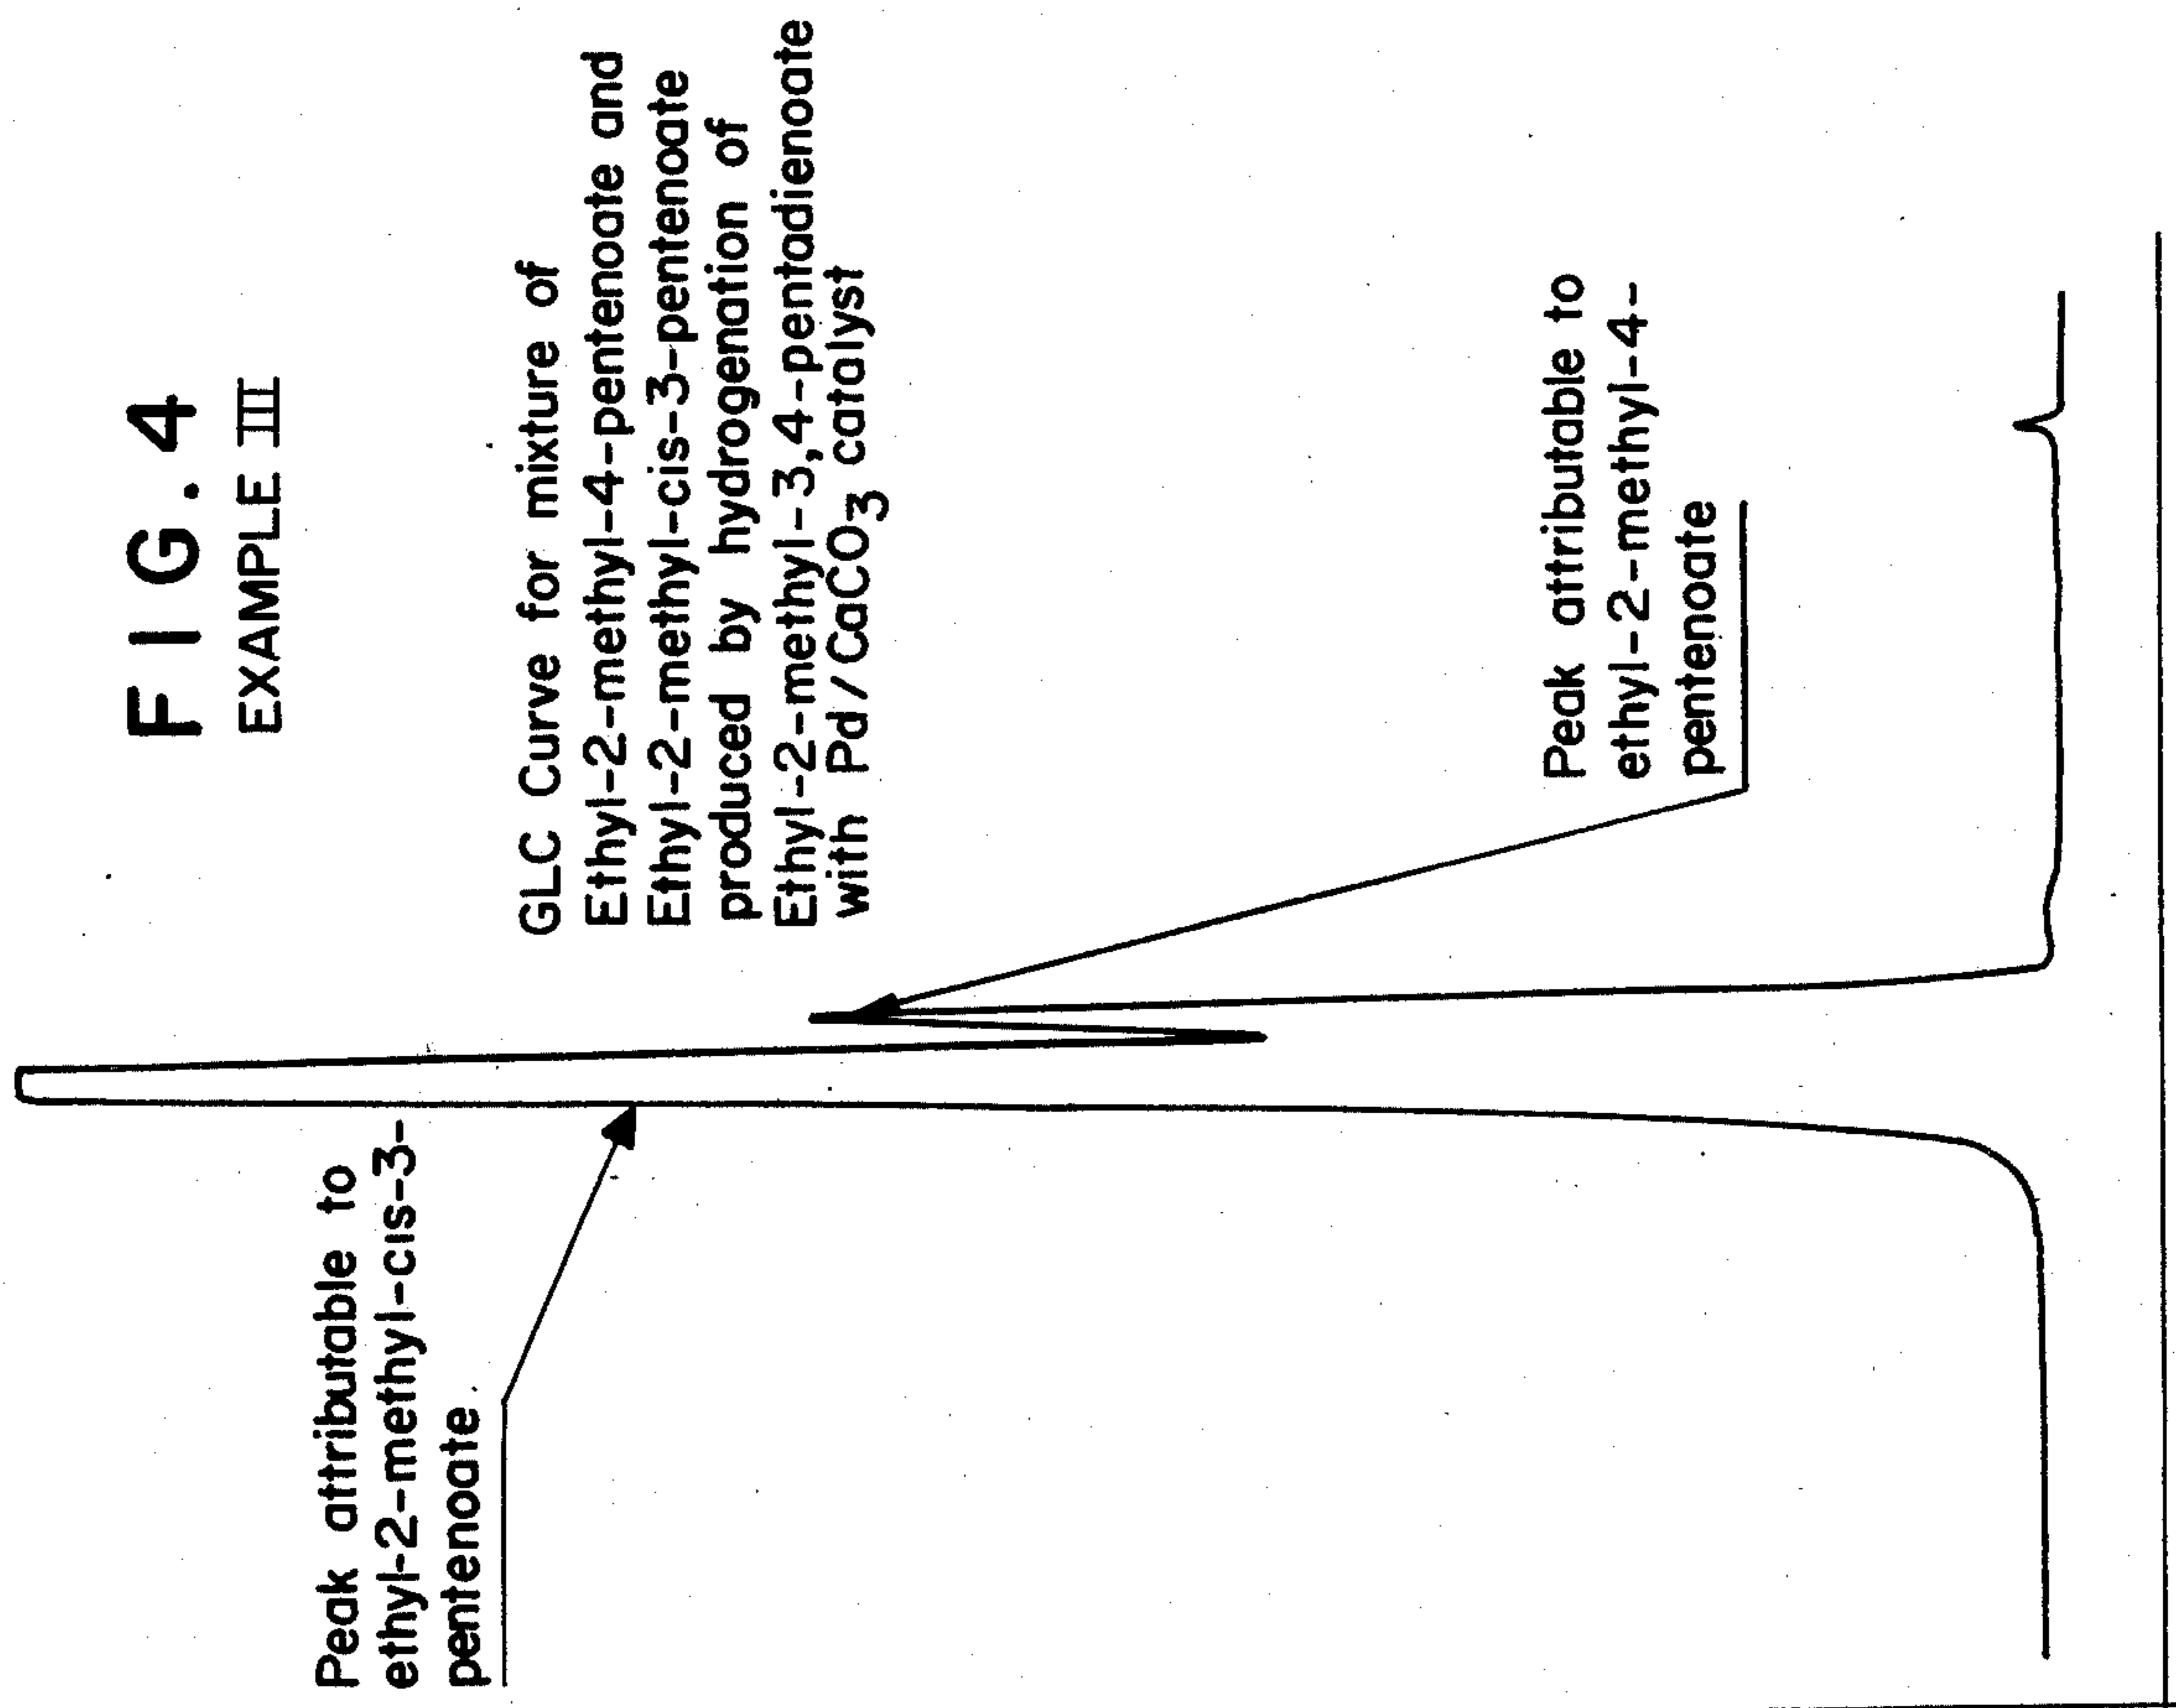 FIG.4
EXAMPLE III
GLC Curve for mixture of
Ethyl-2-methyl-4-pentenoate and
Ethyl-2-methyl-cis-3-pentenoate
produced by hydrogenation of
Ethyl-2-methyl-3,4-pentadienoate
with Pd/CaCO3 catalyst
Peak attributable to
ethyl-2-methyl-cis-3-
pentenoate.
Peak attributable to
ethyl-2-methyl-4-
pentenoate